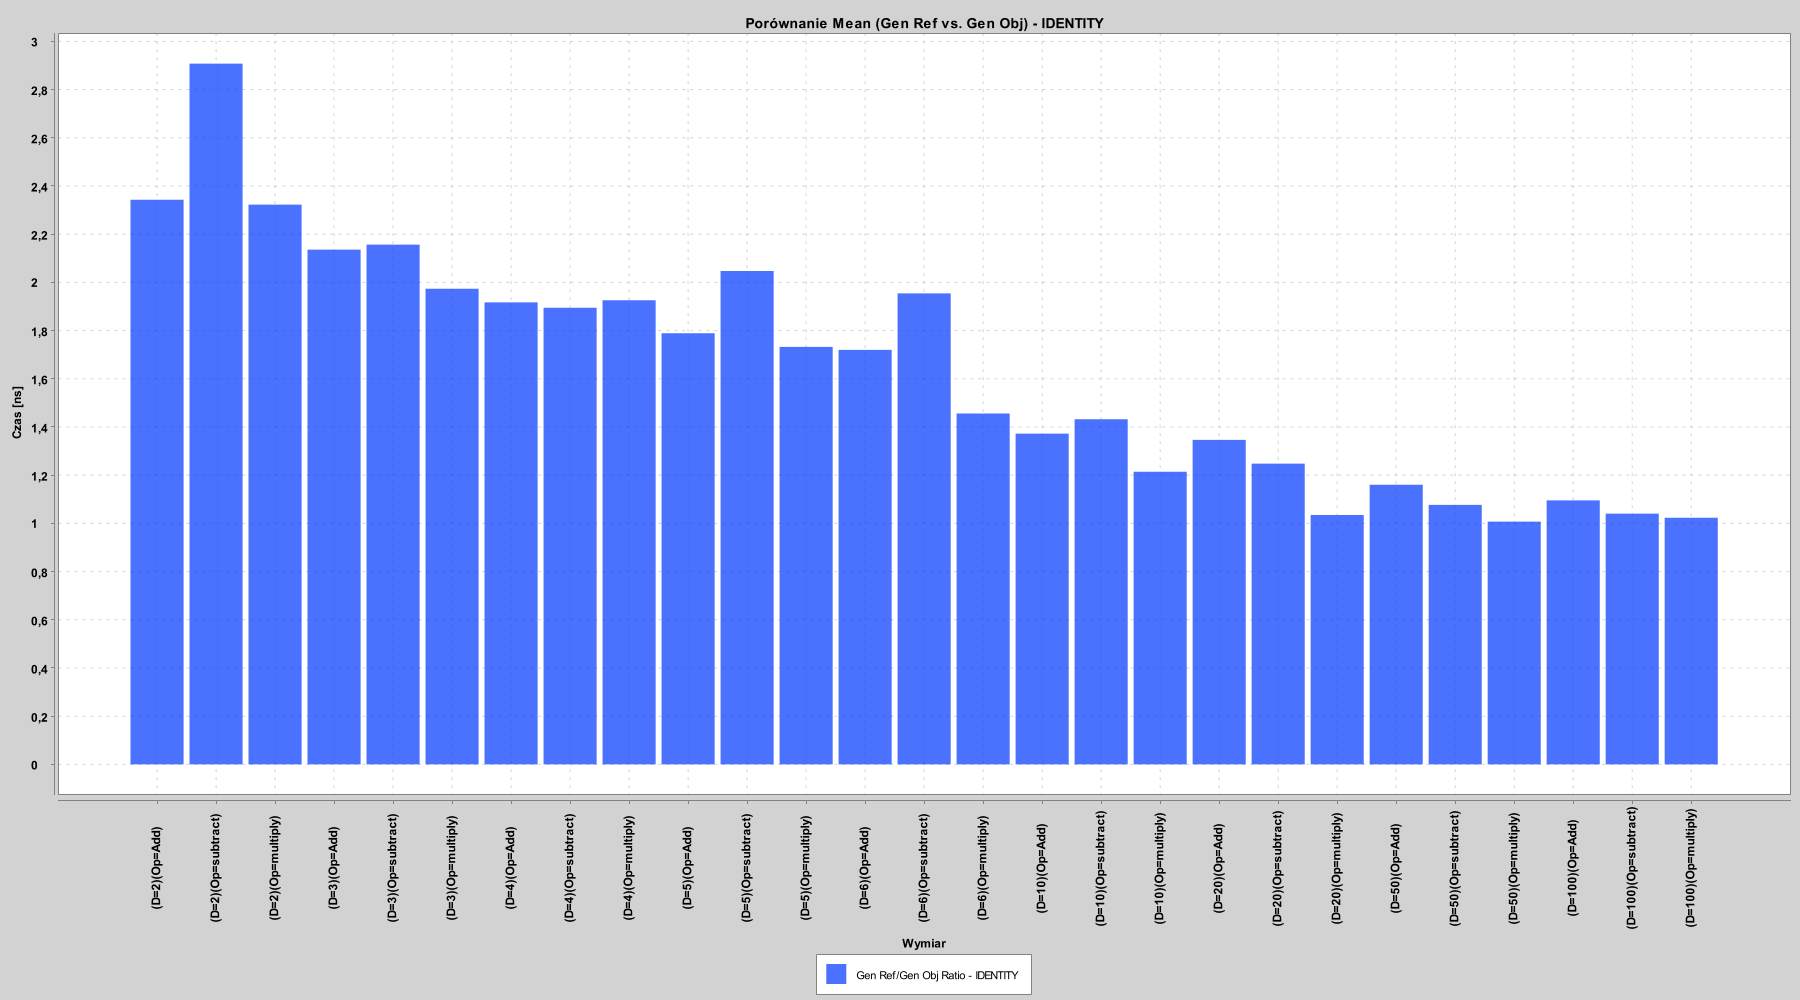 Porównanie Mean (Gen Ref vs. Gen Obj) - IDENTITY
3
2,8
2,6
2,4
2,2
2
1,8
1,6
1,4
1,2
1
0,8
0,6
0,4
0,2
0
Czas [ns]
(D=2)(Op=Add)
(D=2)(Op=subtract)
(D=2)(Op=multiply)
(D=3)(Op=Add)
(D=3)(Op=subtract)
(D=3)(Op=multiply)
(D=4)(Op=Add)
(D=4)(Op=subtract)
(D=4)(Op=multiply)
(D=5)(Op=Add)
(D=5)(Op=subtract)
(D=5)(Op=multiply)
(D=6)(Op=Add)
(D=6)(Op=subtract)
(D=6)(Op=multiply)
(D=10)(Op=Add)
(D=10)(Op=subtract)
(D=10)(Op=multiply)
(D=20)(Op=Add)
(D=20)(Op=subtract)
(D=20)(Op=multiply)
(D=50)(Op=Add)
(D=50)(Op=subtract)
(D=50)(Op=multiply)
(D=100)(Op=Add)
(D=100)(Op=subtract)
(D=100)(Op=multiply)
Wymiar
Gen Ref/Gen Obj Ratio - IDENTITY